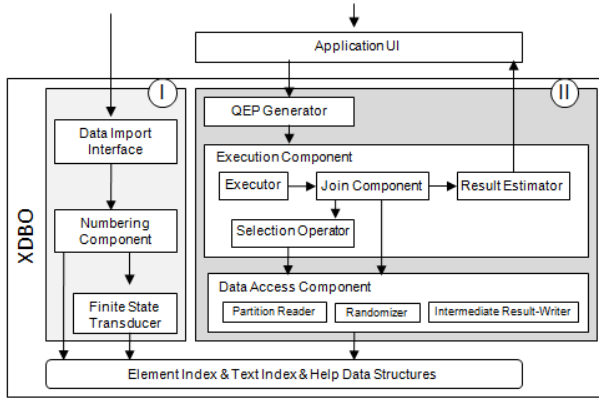 Application UI
I
II
QEP Generator
Data Import
Interface
Execution Component
Executor
Join Component
Result Estimator
Numbering
Component
Selection Operator
XDBO
Data Access Component
Finite State
Transducer
Partition Reader
Randomizer
Intermediate Result-Writer
Element Index & Text Index & Help Data Structures